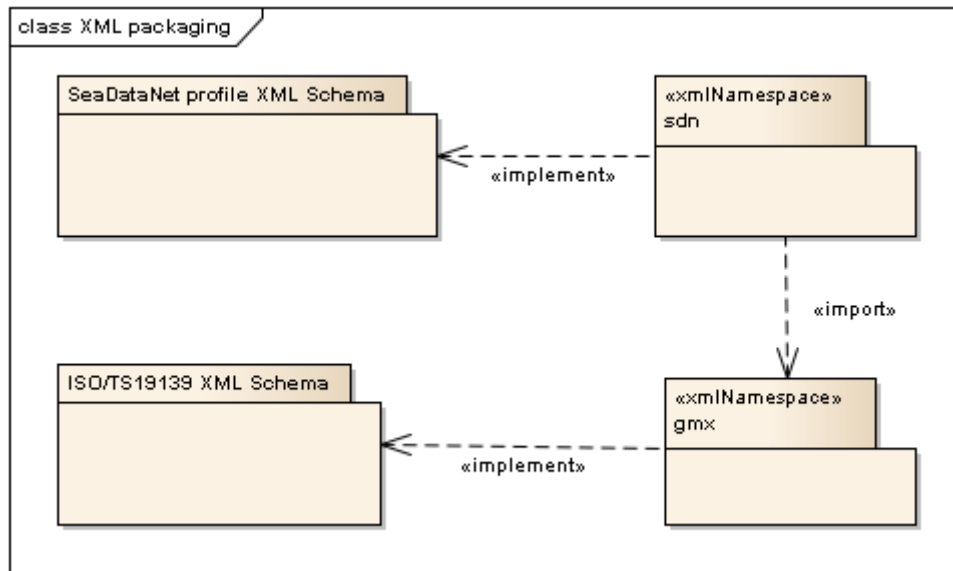 class XML packaging
SeaDataNet profile XML Schema
«xmlNamespace»
sdn
«implement»
«import»
ISO/TS19139 XML Schema
«xmlNamespace»
gmx
«implement»